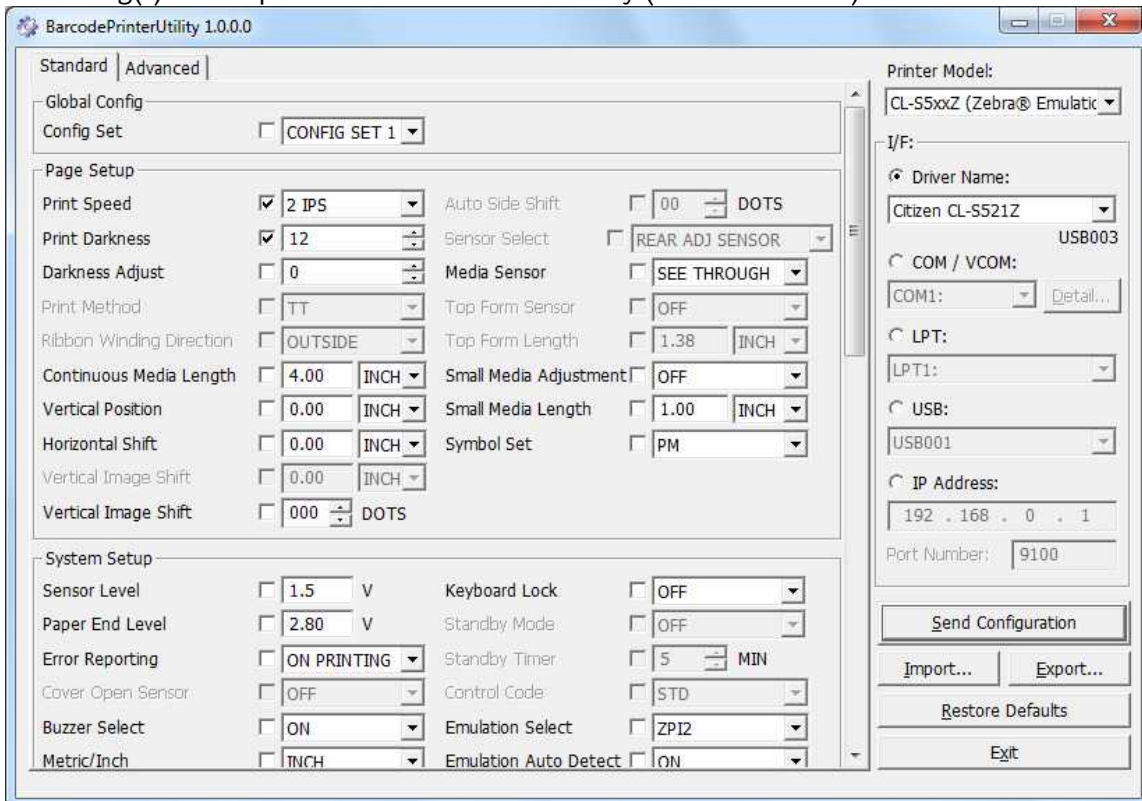 BarcodePrinterUtility 1.0.0.0
Standard Advanced
Global Config
Config Set CONFIG SET 1
Page Setup
Print Speed 2 IPS Auto Side Shift 00 DOTS
Print Darkness 12 Sensor Select REAR ADJ SENSOR
Darkness Adjust 0 Media Sensor SEE THROUGH
Print Method TT Top Form Sensor OFF
Ribbon Winding Direction OUTSIDE Top Form Length 1.38 INCH
Continuous Media Length 4.00 INCH Small Media Adjustment OFF
Vertical Position 0.00 INCH Small Media Length 1.00 INCH
Horizontal Shift 0.00 INCH Symbol Set PM
Vertical Image Shift 0.00 INCH
Vertical Image Shift 000 DOTS
System Setup
Sensor Level 1.5 V Keyboard Lock OFF
Paper End Level 2.80 V Standby Mode OFF
Error Reporting ON PRINTING Standby Timer 5 MIN
Cover Open Sensor OFF Control Code STD
Buzzer Select ON Emulation Select ZPI2
Metric/Inch INCH Emulation Auto Detect ON
Printer Model:
CL-S5xxZ (Zebra® Emulatic
I/F:
Driver Name:
Citizen CL-S521Z
USB003
COM / VCOM:
COM1: Detail...
LPT:
LPT1:
USB:
USB001
IP Address:
192 . 168 . 0 . 1
Port Number: 9100
Send Configuration
Import... Export...
Restore Defaults
Exit